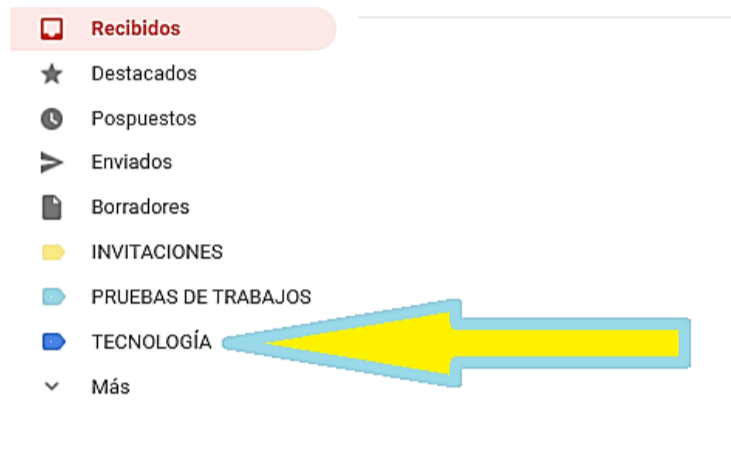 Recibidos
Destacados
Pospuestos
Enviados
Borradores
INVITACIONES
PRUEBAS DE TRABAJOS
TECNOLOGÍA
Más